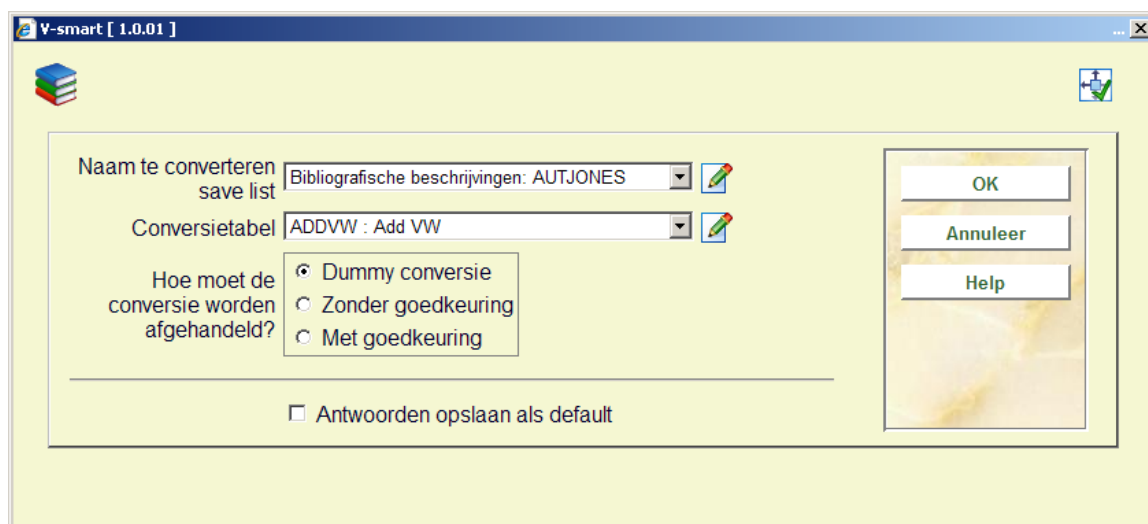 V-smart [ 1.0.01 ]
...
Naam te converteren
save list
Bibliografische beschrijvingen: AUTJONES
Conversietabel
ADDVW : Add VW
Hoe moet de
conversie worden
afgehandeld?
Dummy conversie
Zonder goedkeuring
Met goedkeuring
Antwoorden opslaan als default
OK
Annuleer
Help